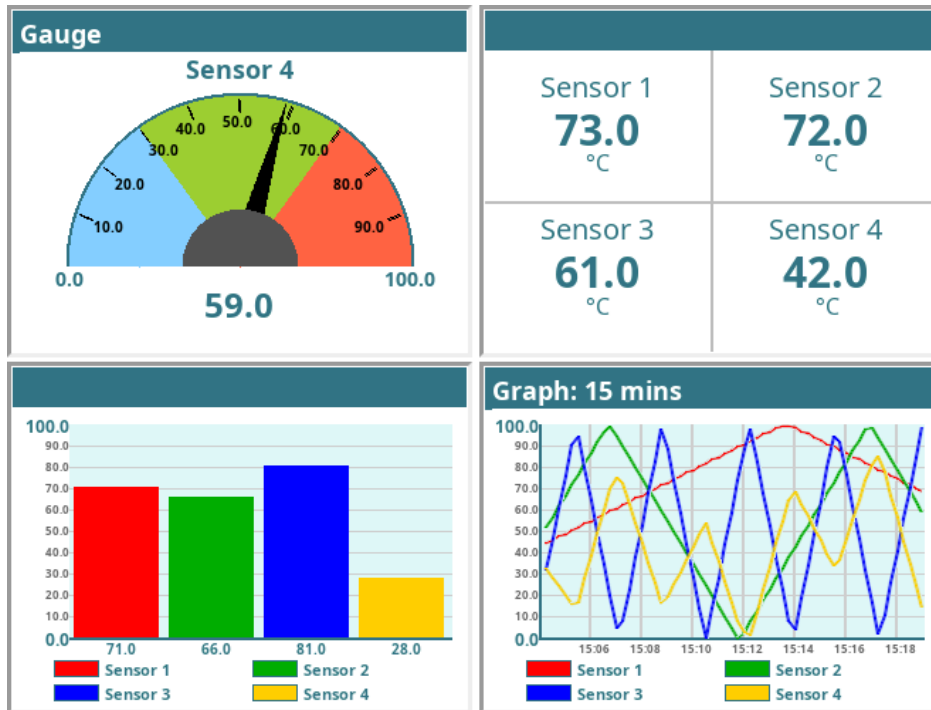 Gauge
Sensor 4
10.0 20.0 30.0 40.0 50.0 60.0 70.0 80.0 90.0
0.0 100.0
59.0
Sensor 1 Sensor 2
73.0 72.0
°C °C
Sensor 3 Sensor 4
61.0 42.0
°C °C
100.0
90.0
80.0
70.0
60.0
50.0
40.0
30.0
20.0
10.0
0.0
71.0 66.0 81.0 28.0
Sensor 1 Sensor 2
Sensor 3 Sensor 4
Graph: 15 mins
100.0
90.0
80.0
70.0
60.0
50.0
40.0
30.0
20.0
10.0
0.0
15:06 15:08 15:10 15:12 15:14 15:16 15:18
Sensor 1 Sensor 2
Sensor 3 Sensor 4